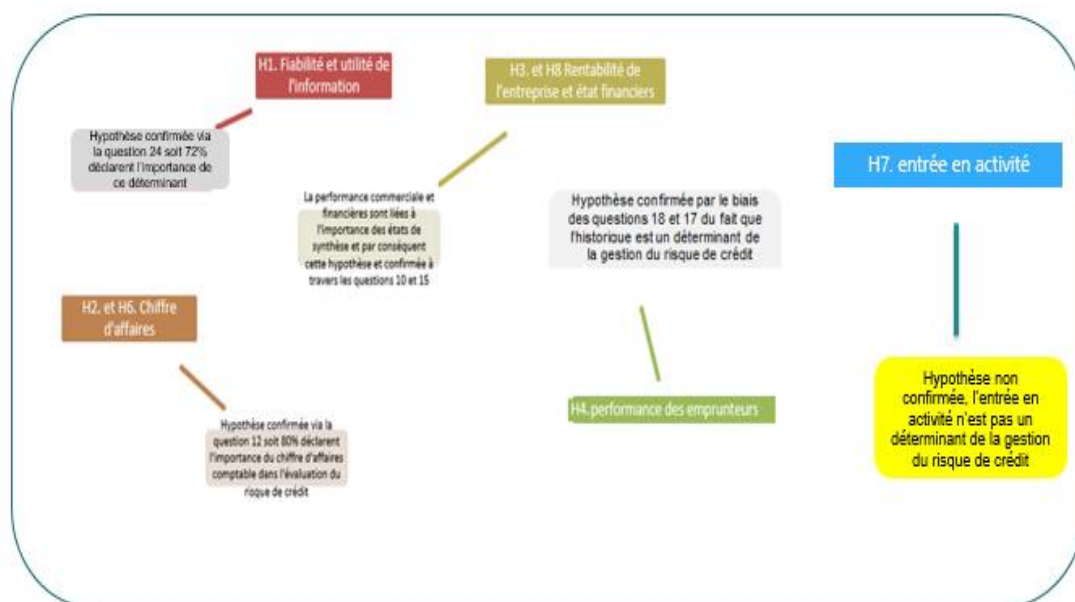 H1. Fiabilité et utilité de
l'information
Hypothèse confirmée via
la question 24 soit 72%
déclarent l'importance de
ce déterminant
H3. et H8 Rentabilité de
l'entreprise et état financiers
La performance commerciale et
financières sont liées à
l'importance des états de
synthèse et par conséquent
cette hypothèse et confirmée à
travers les questions 10 et 15
Hypothèse confirmée par le biais
des questions 18 et 17 du fait que
l'historique est un déterminant de
la gestion du risque de crédit
H4. performance des emprunteurs
H7. entrée en activité
Hypothèse non
confirmée, l'entrée en
activité n'est pas un
déterminant de la gestion
du risque de crédit
H2. et H6. Chiffre
d'affaires
Hypothèse confirmée via la
question 12 soit 80% déclarent
l'importance du chiffre d'affaires
comptable dans l'évaluation du
risque de crédit